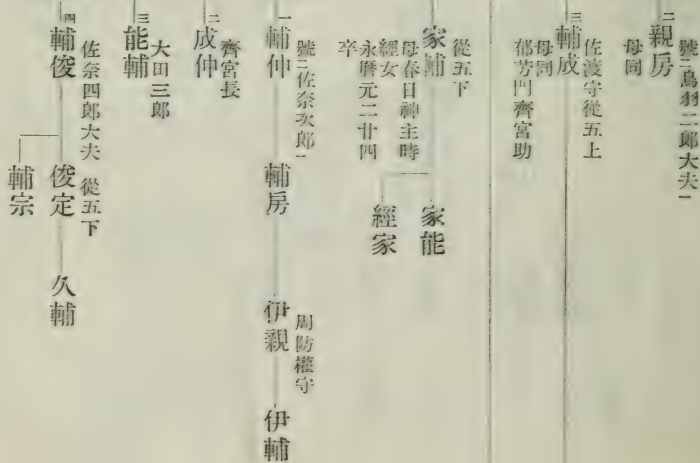 號二鳥羽二郎大夫一
二親房
母同
佐渡守從五上
三輔成
母同
郁芳門齊宮助
從五下
家輔
母春日神主時
經女
永曆元二廿四
卒
家能
經家
號二佐奈次郎一
一輔仲
輔房
周防權守
伊親
伊輔
二成仲
齊宮長
三能輔
大田三郎
佐奈四郎大夫 從五下
四輔俊
俊定
久輔
輔宗